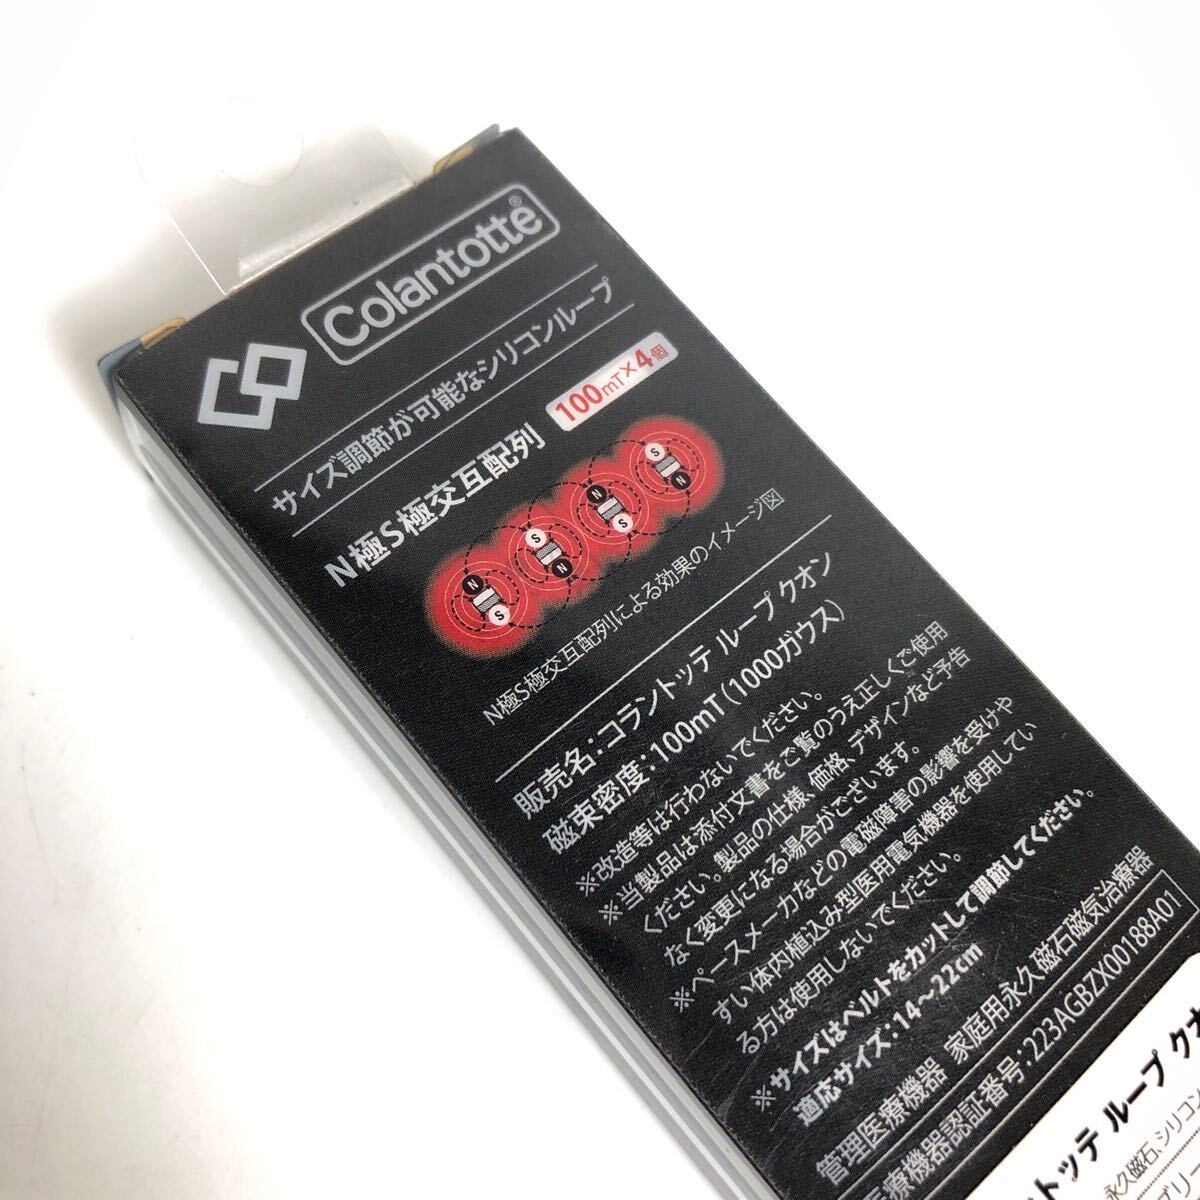 Colantotte®
サイズ調節が可能なシリコンループ
N極S極交互配列 100mT×4個
N S N S
S N S N
N極S極交互配列による効果のイメージ図
販売名:コラントッテ ループ クオン
磁束密度:100mT(1000ガウス)
※改造等は行わないでください。
※当製品は添付文書をご覧のうえ正しくご使用
ください。製品の仕様、価格、デザインなど予告
なく変更になる場合がございます。
※ペースメーカなどの電磁障害の影響を受けや
すい体内植込み型医用電気機器を使用してい
る方は使用しないでください。
※サイズはベルトをカットして調節してください。
適応サイズ:14〜22cm
管理医療機器 家庭用永久磁石磁気治療器
医療機器認証番号:223AGBZX00188A01
ントッテ ループ クオ
永久磁石、シリコン